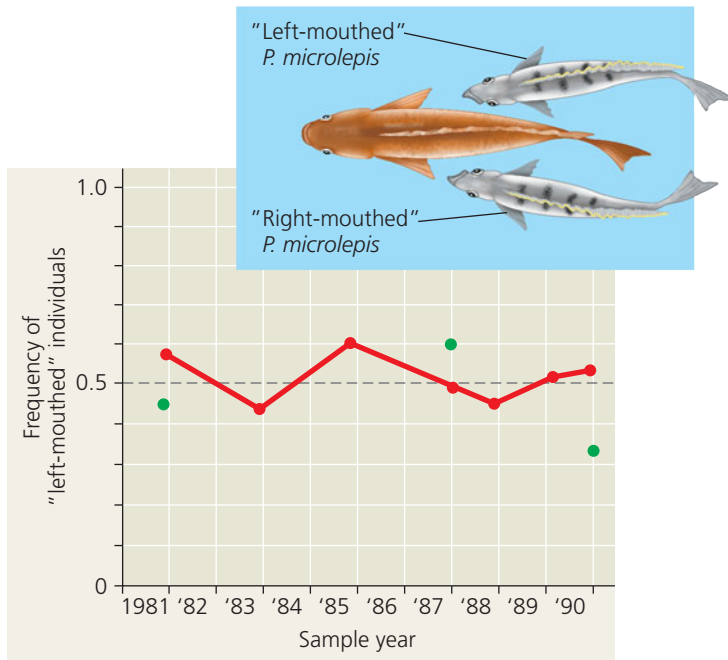 "Left-mouthed"
P. microlepis
"Right-mouthed"
P. microlepis
1.0
0.5
0
Frequency of
"left-mouthed" individuals
1981 ‘82 ‘83 ‘84 ‘85 ‘86 ‘87 ‘88 ‘89 ‘90
Sample year